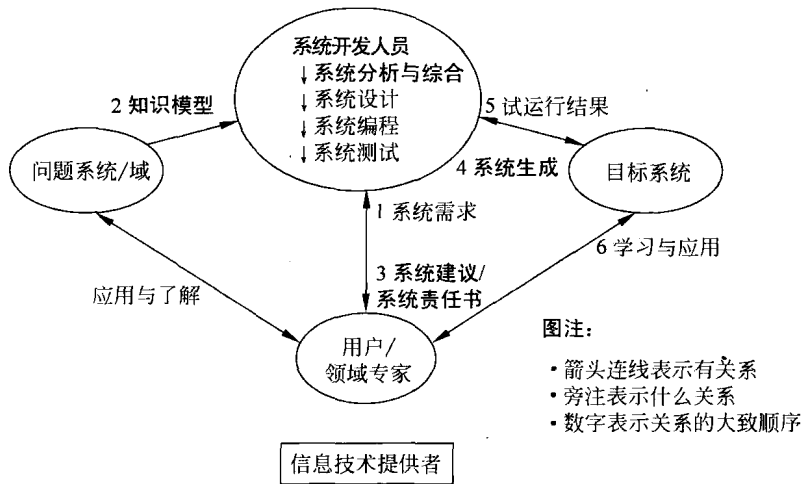 系统开发人员
↓系统分析与综合
↓系统设计
↓系统编程
↓系统测试
2 知识模型
5 试运行结果
问题系统/域
4 系统生成
目标系统
1 系统需求
6 学习与应用
3 系统建议/
系统责任书
应用与了解
用户/
领域专家
图注：
·箭头连线表示有关系
·旁注表示什么关系
·数字表示关系的大致顺序
信息技术提供者